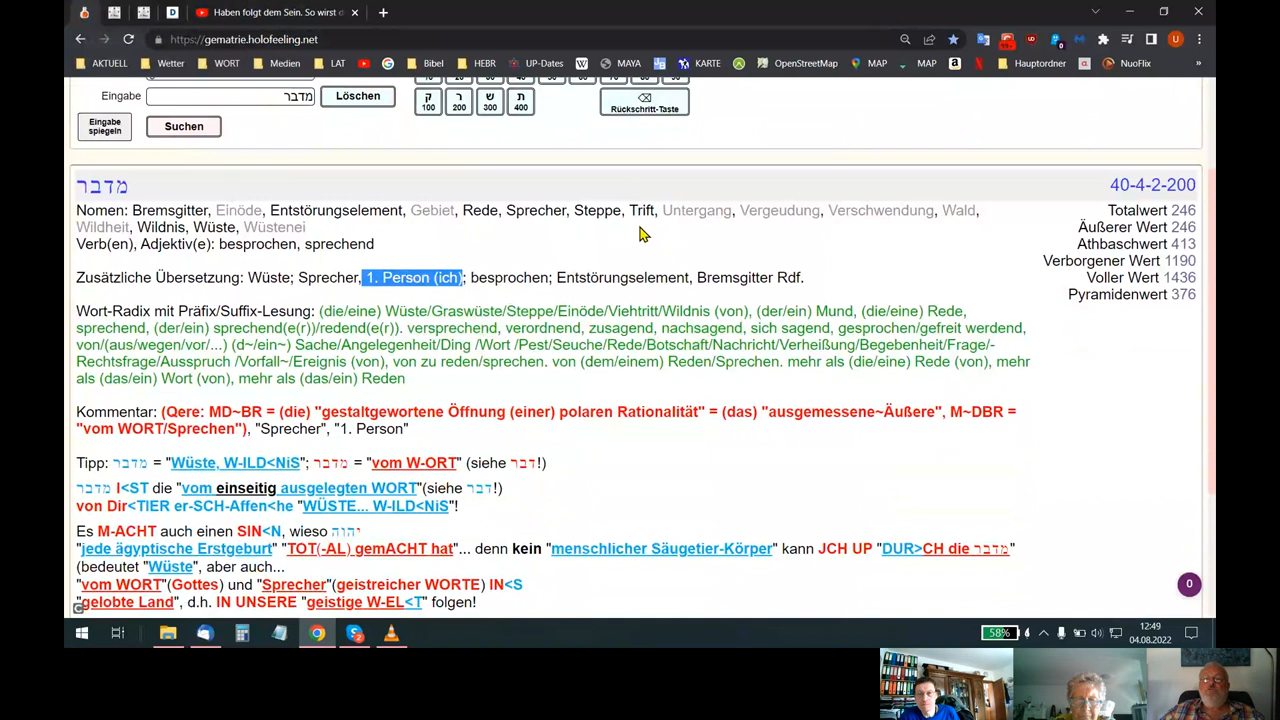 Haben folgt dem Sein. So wirst d
https://gematrie.holofeeling.net
AKTUELL Wetter WORT Medien LAT Bibel HEBR UP-Dates MAYA KARTE OpenStreetMap MAP MAP Hauptordner NuoFlix »
Eingabe מדבר Löschen
ק ר ש ת
100 200 300 400
⌫
Rückschritt-Taste
Eingabe
spiegeln
Suchen
מדבר 40-4-2-200
Nomen: Bremsgitter, Einöde, Entstörungselement, Gebiet, Rede, Sprecher, Steppe, Trift, Untergang, Vergeudung, Verschwendung, Wald,
Wildheit, Wildnis, Wüste, Wüstenei
Verb(en), Adjektiv(e): besprochen, sprechend
Totalwert 246
Äußerer Wert 246
Athbaschwert 413
Verborgener Wert 1190
Voller Wert 1436
Pyramidenwert 376
Zusätzliche Übersetzung: Wüste; Sprecher, 1. Person (ich); besprochen; Entstörungselement, Bremsgitter Rdf.
Wort-Radix mit Präfix/Suffix-Lesung: (die/eine) Wüste/Graswüste/Steppe/Einöde/Viehtritt/Wildnis (von), (der/ein) Mund, (die/eine) Rede,
sprechend, (der/ein) sprechend(e(r))/redend(e(r)). versprechend, verordnend, zusagend, nachsagend, sich sagend, gesprochen/gefreit werdend,
von/(aus/wegen/vor/...) (d~/ein~) Sache/Angelegenheit/Ding /Wort /Pest/Seuche/Rede/Botschaft/Nachricht/Verheißung/Begebenheit/Frage/-
Rechtsfrage/Ausspruch /Vorfall~/Ereignis (von), von zu reden/sprechen. von (dem/einem) Reden/Sprechen. mehr als (die/eine) Rede (von), mehr
als (das/ein) Wort (von), mehr als (das/ein) Reden
Kommentar: (Qere: MD~BR = (die) "gestaltgewortene Öffnung (einer) polaren Rationalität" = (das) "ausgemessene~Äußere", M~DBR =
"vom WORT/Sprechen"), "Sprecher", "1. Person"
Tipp: מדבר = "Wüste, W-ILD<NiS"; מדבר = "vom W-ORT" (siehe דבר!)
מדבר I<ST die "vom einseitig ausgelegten WORT"(siehe דבר!)
von Dir<TIER er-SCH-Affen<he "WÜSTE... W-ILD<NiS"!
Es M-ACHT auch einen SIN<N, wieso יהוה
"jede ägyptische Erstgeburt" "TOT(-AL) gemACHT hat"... denn kein "menschlicher Säugetier-Körper" kann JCH UP "DUR>CH die מדבר"
(bedeutet "Wüste", aber auch...
"vom WORT"(Gottes) und "Sprecher"(geistreicher WORTE) IN<S
"gelobte Land", d.h. IN UNSERE "geistige W-EL<T" folgen!
0
58%
12:49
04.08.2022